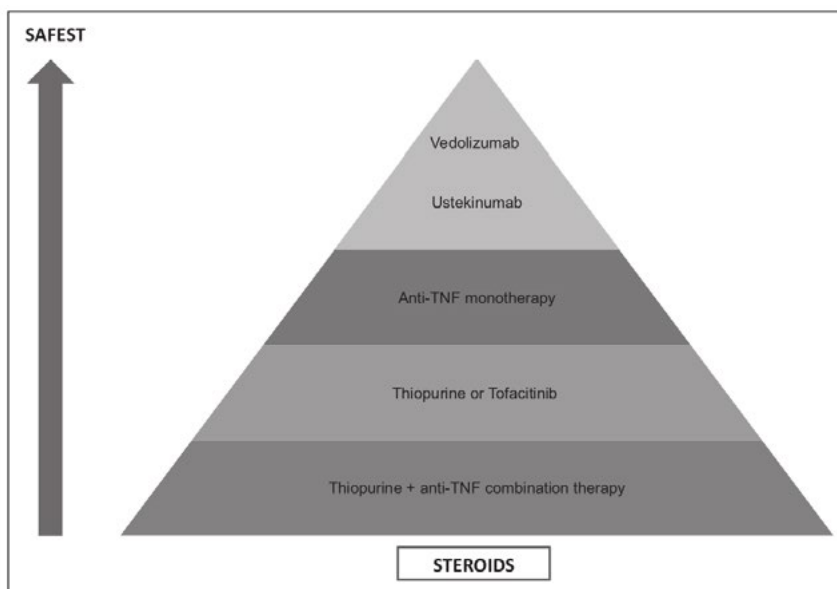 SAFEST
Vedolizumab
Ustekinumab
Anti-TNF monotherapy
Thiopurine or Tofacitinib
Thiopurine + anti-TNF combination therapy
STEROIDS